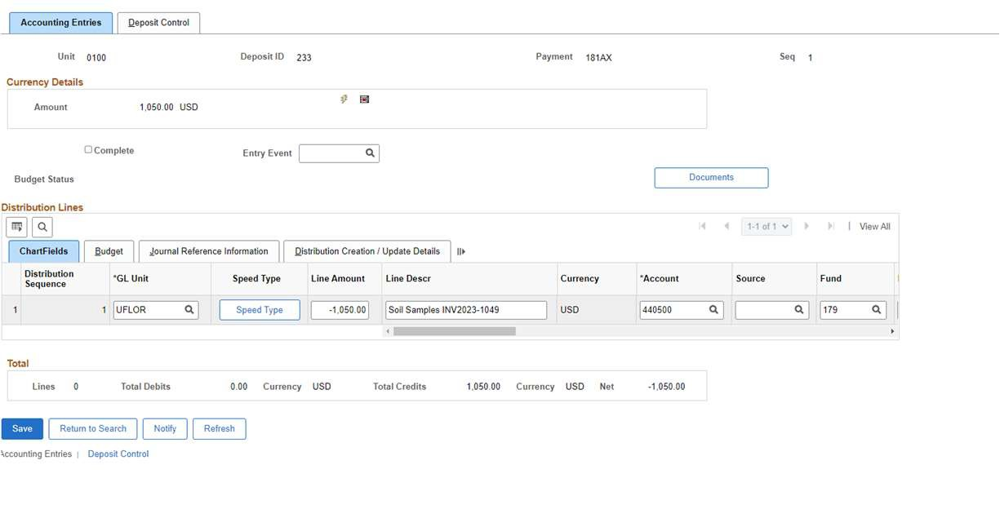 Accounting Entries Deposit Control
Unit 0100 Deposit ID 233 Payment 181AX Seq 1
Currency Details
Amount 1,050.00 USD
Complete Entry Event
Budget Status Documents
Distribution Lines
1-1 of 1 | View All
ChartFields Budget Journal Reference Information Distribution Creation / Update Details
Distribution Sequence *GL Unit Speed Type Line Amount Line Descr Currency *Account Source Fund
1 1 UFLOR Speed Type -1,050.00 Soil Samples INV2023-1049 USD 440500 179
Total
Lines 0 Total Debits 0.00 Currency USD Total Credits 1,050.00 Currency USD Net -1,050.00
Save Return to Search Notify Refresh
Accounting Entries | Deposit Control